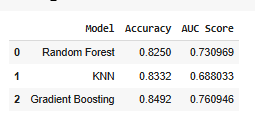 Model Accuracy AUC Score
0 Random Forest 0.8250 0.730969
1 KNN 0.8332 0.688033
2 Gradient Boosting 0.8492 0.760946